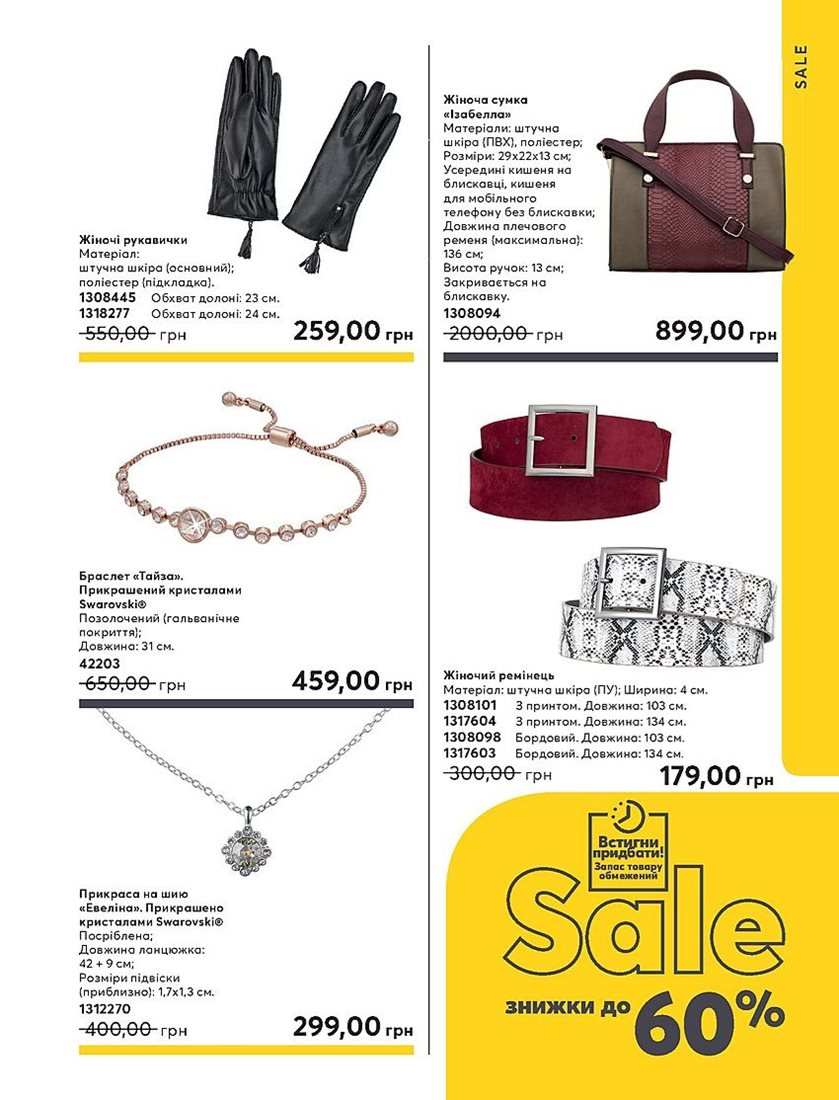 SALE
Жіночі рукавички
Матеріал:
штучна шкіра (основний);
поліестер (підкладка).
1308445 Обхват долоні: 23 см.
1318277 Обхват долоні: 24 см.
550,00 грн
259,00 грн
Жіноча сумка
«Ізабелла»
Матеріали: штучна
шкіра (ПВХ), поліестер;
Розміри: 29х22х13 см;
Усередині кишеня на
блискавці, кишеня
для мобільного
телефону без блискавки;
Довжина плечового
ременя (максимальна):
136 см;
Висота ручок: 13 см;
Закривається на
блискавку.
1308094
2000,00 грн
899,00 грн
Браслет «Тайза».
Прикрашений кристалами
Swarovski®
Позолочений (гальванічне
покриття);
Довжина: 31 см.
42203
650,00 грн
459,00 грн
Жіночий ремінець
Матеріал: штучна шкіра (ПУ); Ширина: 4 см.
1308101 З принтом. Довжина: 103 см.
1317604 З принтом. Довжина: 134 см.
1308098 Бордовий. Довжина: 103 см.
1317603 Бордовий. Довжина: 134 см.
300,00 грн
179,00 грн
Прикраса на шию
«Евеліна». Прикрашено
кристалами Swarovski®
Посріблена;
Довжина ланцюжка:
42 + 9 см;
Розміри підвіски
(приблизно): 1,7х1,3 см.
1312270
400,00 грн
299,00 грн
Встигни
придбати!
Запас товару
обмежений
Sale
знижки до
60%